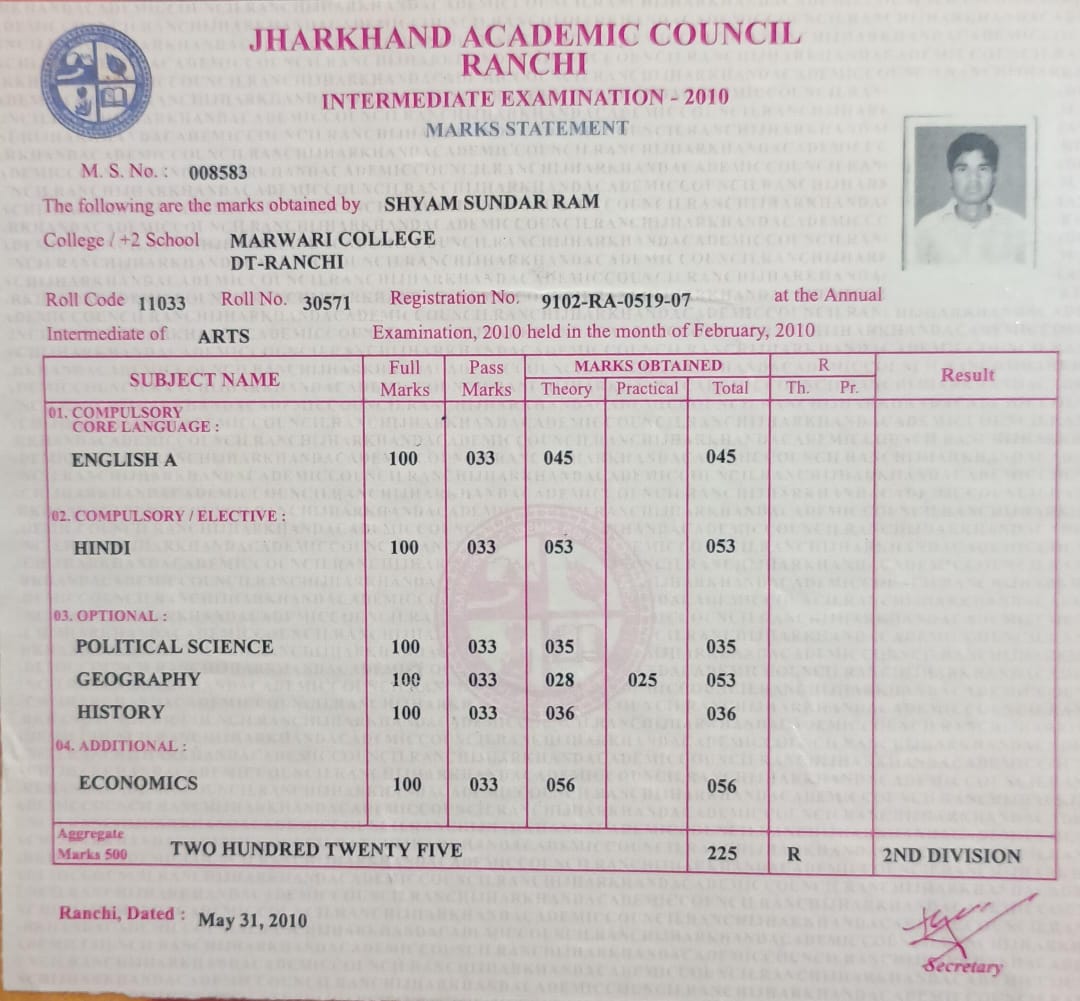 JHARKHAND ACADEMIC COUNCIL
RANCHI
INTERMEDIATE EXAMINATION - 2010
MARKS STATEMENT
M. S. No. : 008583
The following are the marks obtained by SHYAM SUNDAR RAM
College / +2 School MARWARI COLLEGE
DT-RANCHI
Roll Code 11033 Roll No. 30571 Registration No. 9102-RA-0519-07 at the Annual
Intermediate of ARTS Examination, 2010 held in the month of February, 2010
SUBJECT NAME Full Marks Pass Marks MARKS OBTAINED R Result
Theory Practical Total Th. Pr.
01. COMPULSORY
CORE LANGUAGE :
ENGLISH A 100 033 045 045
02. COMPULSORY / ELECTIVE :
HINDI 100 033 053 053
03. OPTIONAL :
POLITICAL SCIENCE 100 033 035 035
GEOGRAPHY 100 033 028 025 053
HISTORY 100 033 036 036
04. ADDITIONAL :
ECONOMICS 100 033 056 056
Aggregate
Marks 500 TWO HUNDRED TWENTY FIVE 225 R 2ND DIVISION
Ranchi, Dated : May 31, 2010
Secretary